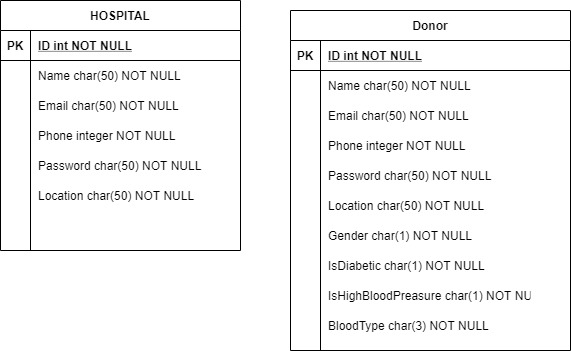 HOSPITAL
PK ID int NOT NULL
Name char(50) NOT NULL
Email char(50) NOT NULL
Phone integer NOT NULL
Password char(50) NOT NULL
Location char(50) NOT NULL
Donor
PK ID int NOT NULL
Name char(50) NOT NULL
Email char(50) NOT NULL
Phone integer NOT NULL
Password char(50) NOT NULL
Location char(50) NOT NULL
Gender char(1) NOT NULL
IsDiabetic char(1) NOT NULL
IsHighBloodPreasure char(1) NOT NU
BloodType char(3) NOT NULL